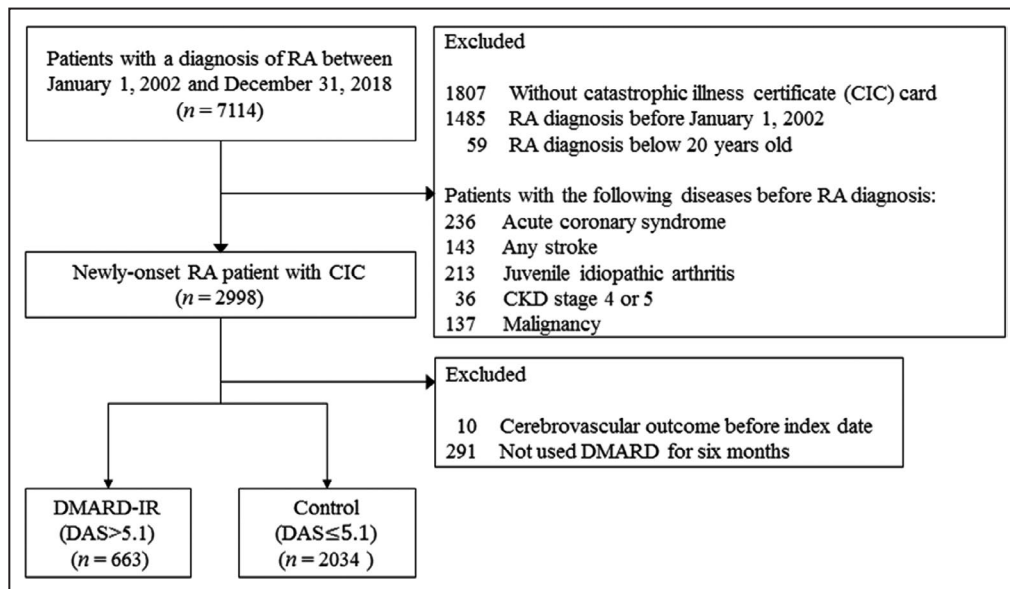 Patients with a diagnosis of RA between
January 1, 2002 and December 31, 2018
(n = 7114)
Excluded
1807 Without catastrophic illness certificate (CIC) card
1485 RA diagnosis before January 1, 2002
59 RA diagnosis below 20 years old
Patients with the following diseases before RA diagnosis:
236 Acute coronary syndrome
143 Any stroke
213 Juvenile idiopathic arthritis
36 CKD stage 4 or 5
137 Malignancy
Newly-onset RA patient with CIC
(n = 2998)
Excluded
10 Cerebrovascular outcome before index date
291 Not used DMARD for six months
DMARD-IR
(DAS>5.1)
(n = 663)
Control
(DAS≤5.1)
(n = 2034 )